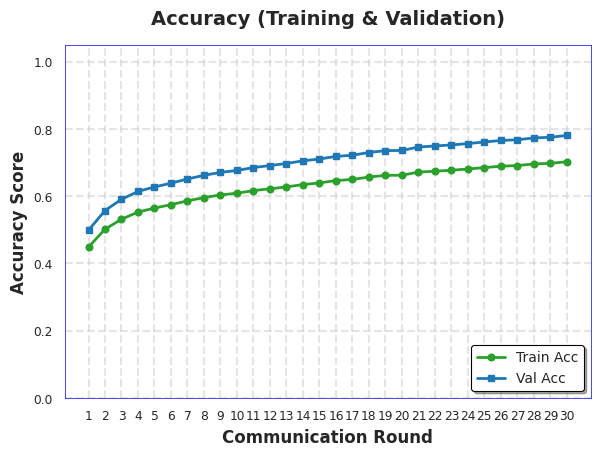 Accuracy (Training & Validation)
1.0
0.8
0.6
0.4
0.2
0.0
Accuracy Score
Train Acc
Val Acc
1 2 3 4 5 6 7 8 9 10 11 12 13 14 15 16 17 18 19 20 21 22 23 24 25 26 27 28 29 30
Communication Round